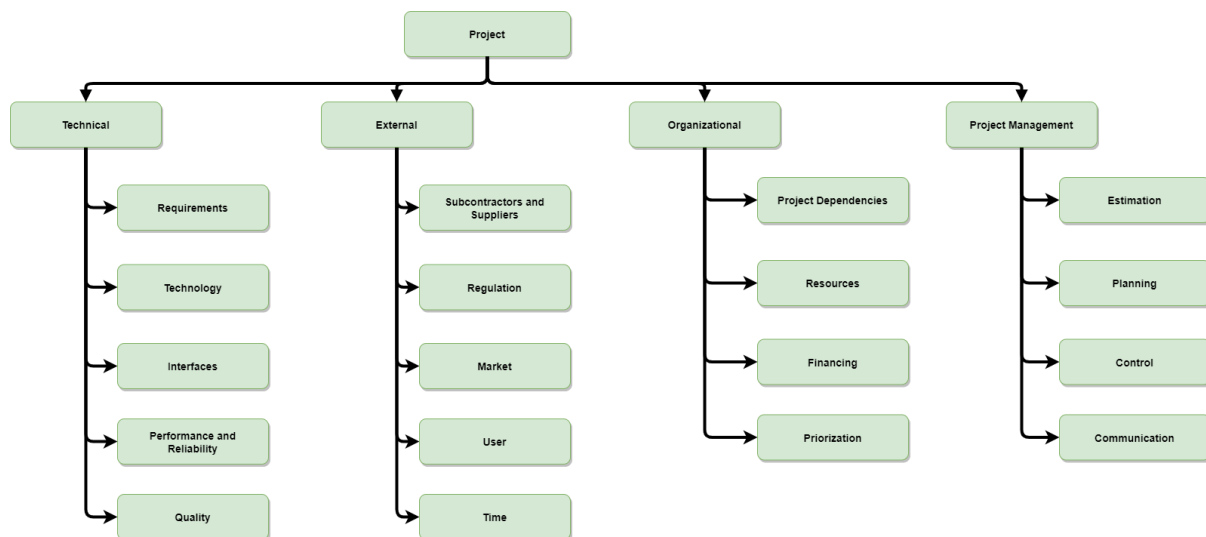 Project
Technical
External
Organizational
Project Management
Requirements
Technology
Interfaces
Performance and
Reliability
Quality
Subcontractors and
Suppliers
Regulation
Market
User
Time
Project Dependencies
Resources
Financing
Priorization
Estimation
Planning
Control
Communication